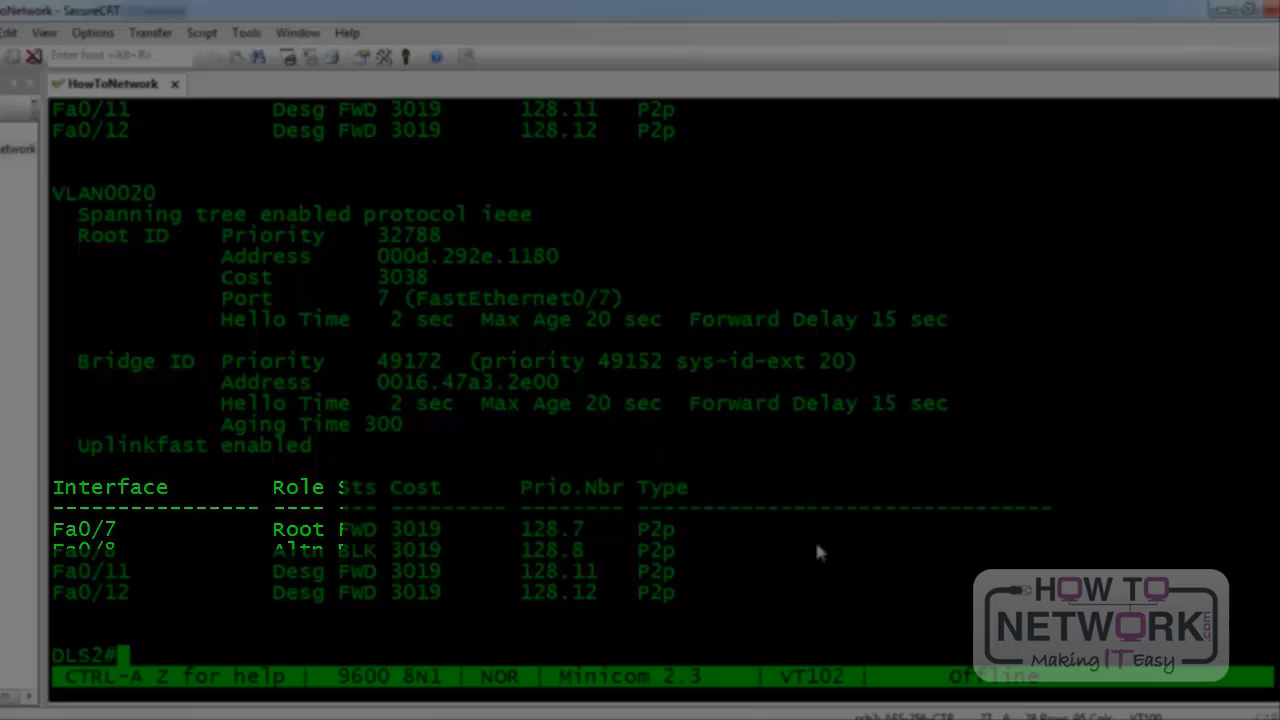 oNetwork - SecureCRT
Edit View Options Transfer Script Tools Window Help
Enter host <Alt+R>
HowToNetwork
etwork
Fa0/11 Desg FWD 3019 128.11 P2p
Fa0/12 Desg FWD 3019 128.12 P2p
VLAN0020
Spanning tree enabled protocol ieee
Root ID Priority 32788
Address 000d.292e.1180
Cost 3038
Port 7 (FastEthernet0/7)
Hello Time 2 sec Max Age 20 sec Forward Delay 15 sec
Bridge ID Priority 49172 (priority 49152 sys-id-ext 20)
Address 0016.47a3.2e00
Hello Time 2 sec Max Age 20 sec Forward Delay 15 sec
Aging Time 300
Uplinkfast enabled
Interface Role Sts Cost Prio.Nbr Type
---------------- ---- --- --------- -------- --------------------------------
Fa0/7 Root FWD 3019 128.7 P2p
Fa0/8 Altn BLK 3019 128.8 P2p
Fa0/11 Desg FWD 3019 128.11 P2p
Fa0/12 Desg FWD 3019 128.12 P2p
DLS2#
CTRL-A Z for help | 9600 8N1 | NOR | Minicom 2.3 | VT102 | Offline
HOW TO
NETWORK.com
Making IT Easy